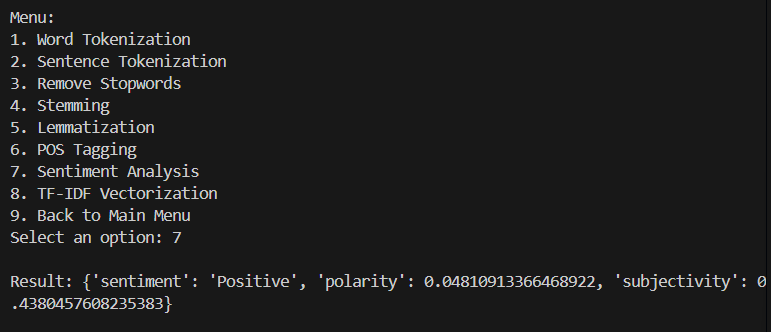 Menu:
1. Word Tokenization
2. Sentence Tokenization
3. Remove Stopwords
4. Stemming
5. Lemmatization
6. POS Tagging
7. Sentiment Analysis
8. TF-IDF Vectorization
9. Back to Main Menu
Select an option: 7
Result: {'sentiment': 'Positive', 'polarity': 0.04810913366468922, 'subjectivity': 0
.4380457608235383}